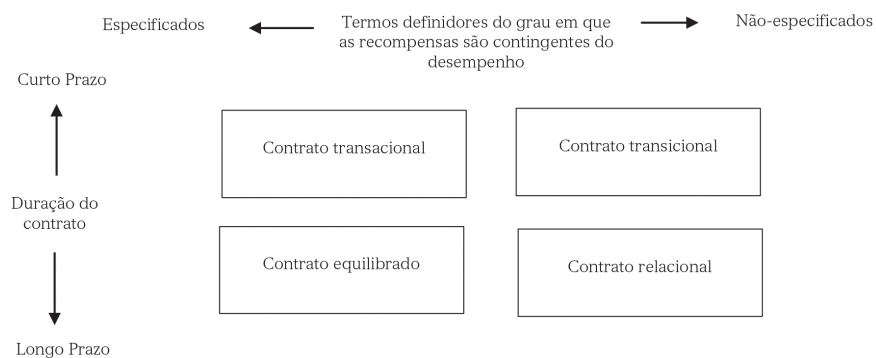 Especificados
Termos definidores do grau em que
as recompensas são contingentes do
desempenho
Não-especificados
Curto Prazo
Contrato transacional
Contrato transicional
Duração do
contrato
Contrato equilibrado
Contrato relacional
Longo Prazo